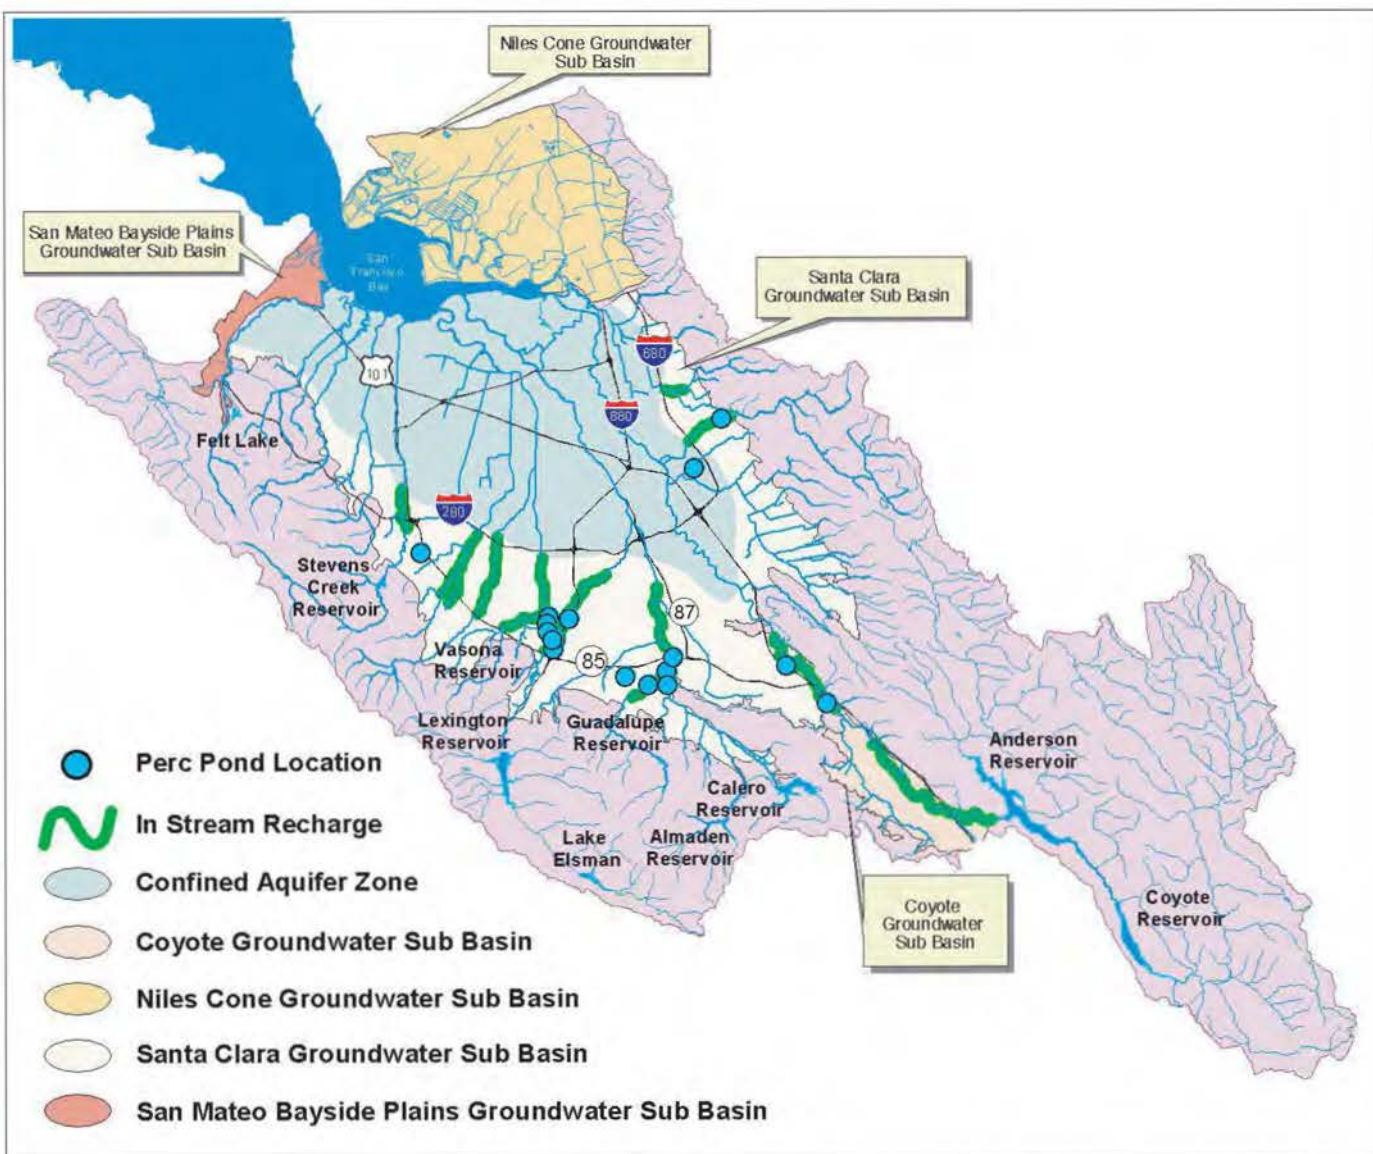 Niles Cone Groundwater
Sub Basin
San Mateo Bayside Plains
Groundwater Sub Basin
San
Francisco
Bay
Santa Clara
Groundwater Sub Basin
680
101
880
Felt Lake
280
Stevens
Creek
Reservoir
87
Vasona
Reservoir
85
Lexington
Reservoir
Guadalupe
Reservoir
Anderson
Reservoir
Calero
Reservoir
Lake
Elsman
Almaden
Reservoir
Coyote
Reservoir
Coyote
Groundwater
Sub Basin
Perc Pond Location
In Stream Recharge
Confined Aquifer Zone
Coyote Groundwater Sub Basin
Niles Cone Groundwater Sub Basin
Santa Clara Groundwater Sub Basin
San Mateo Bayside Plains Groundwater Sub Basin